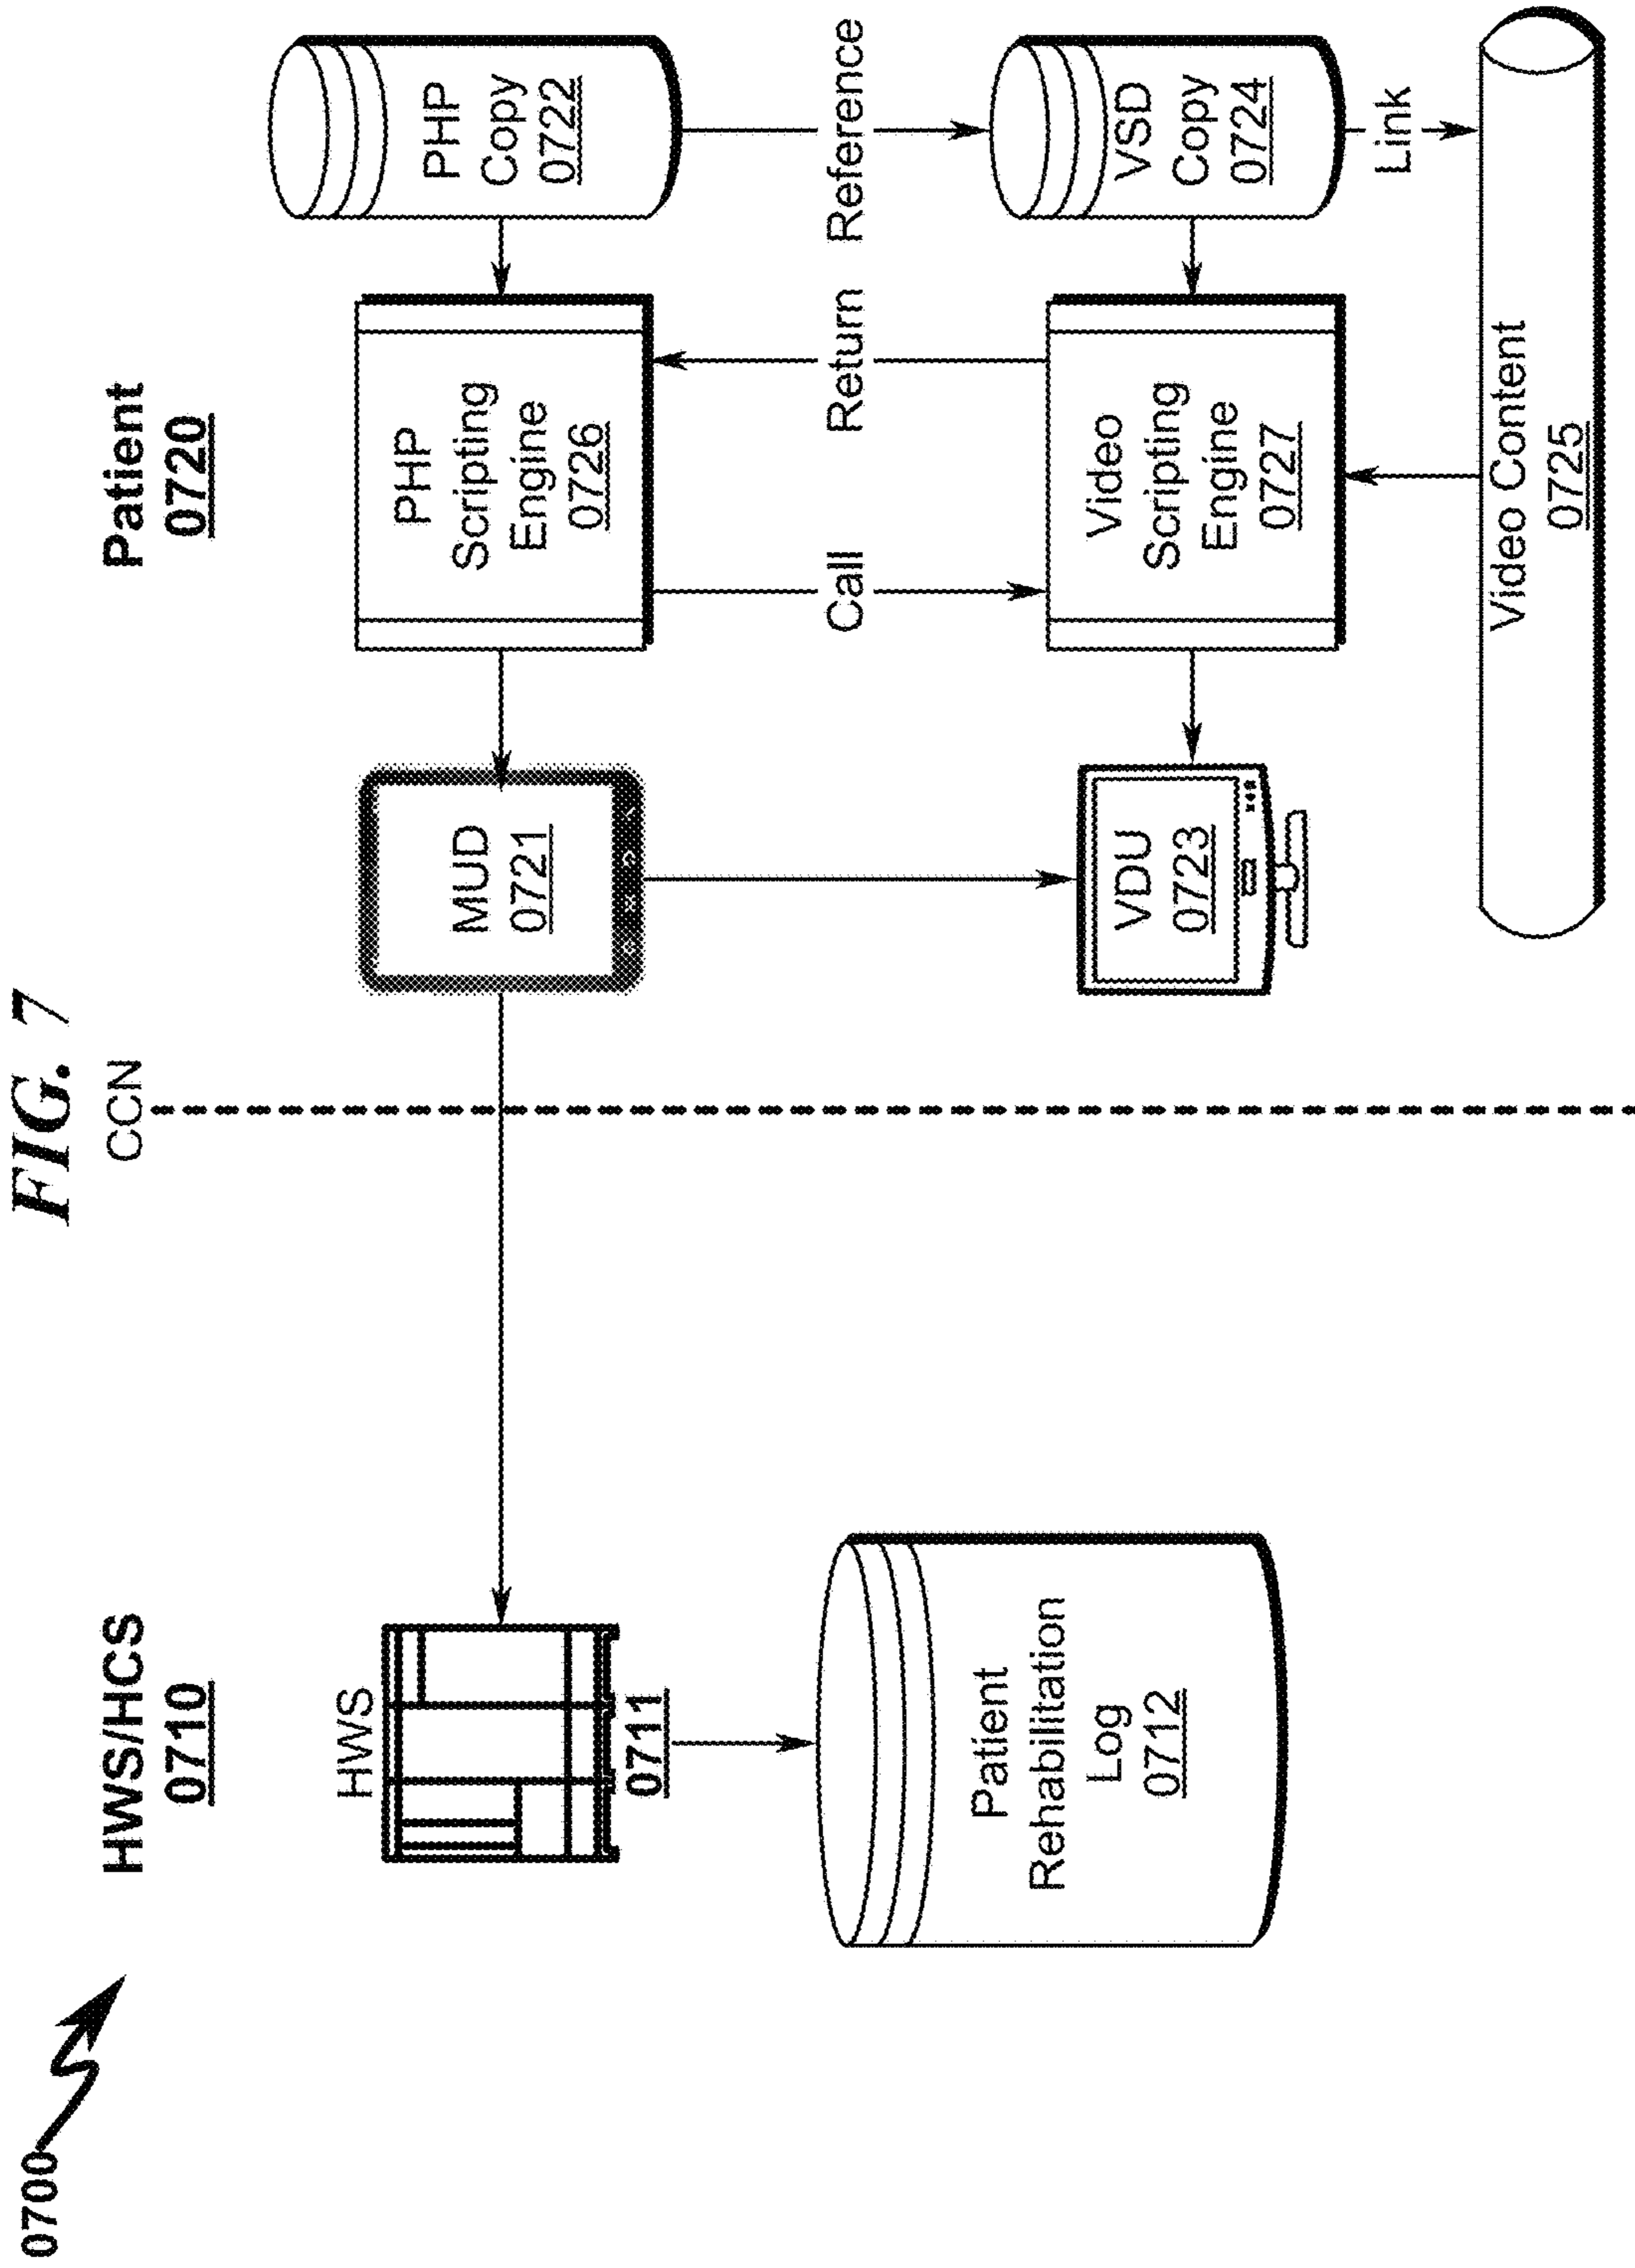 FIG. 7
0700
HWS/HCS
0710
CCN
Patient
0720
HWS
0711
Patient
Rehabilitation
Log
0712
MUD
0721
PHP
Scripting
Engine
0726
PHP
Copy
0722
Call
Return
Reference
VDU
0723
Video
Scripting
Engine
0727
VSD
Copy
0724
Link
Video Content
0725